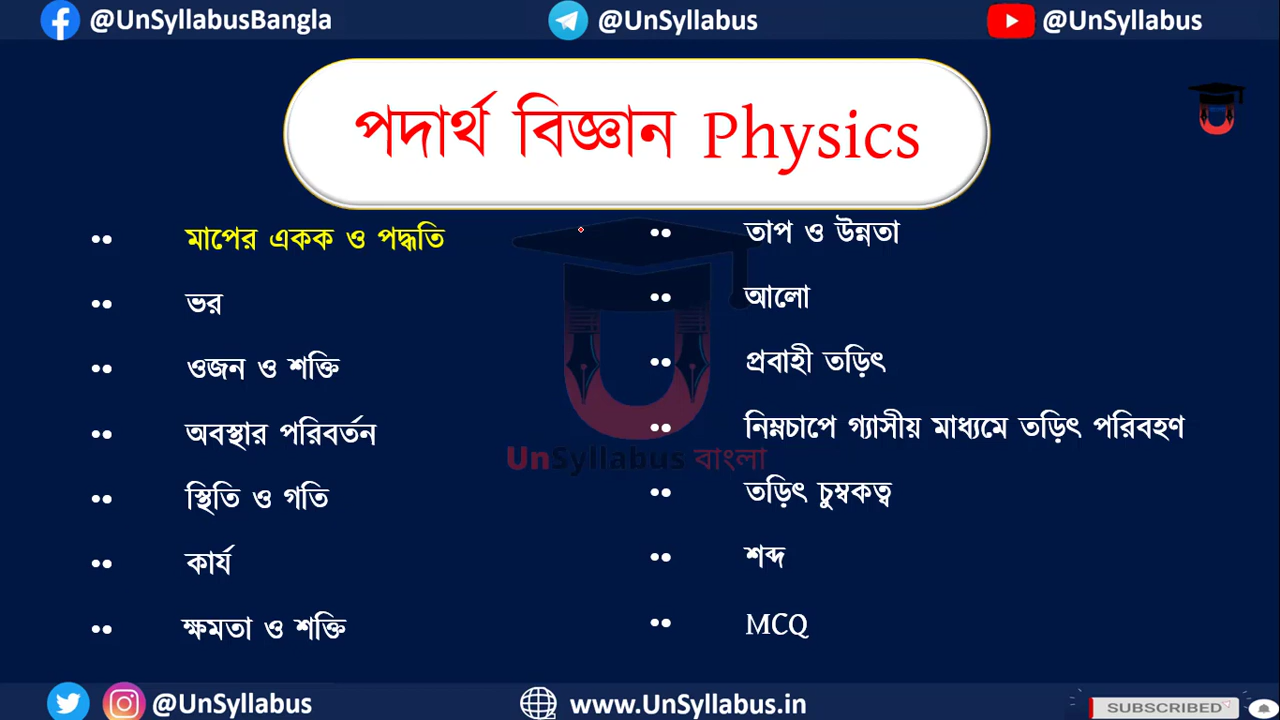 @UnSyllabusBangla
@UnSyllabus
@UnSyllabus
পদার্থ বিজ্ঞান Physics
মাপের একক ও পদ্ধতি
ভর
ওজন ও শক্তি
অবস্থার পরিবর্তন
স্থিতি ও গতি
কার্য
ক্ষমতা ও শক্তি
তাপ ও উন্নতা
আলো
প্রবাহী তড়িৎ
নিম্নচাপে গ্যাসীয় মাধ্যমে তড়িৎ পরিবহণ
তড়িৎ চুম্বকত্ব
শব্দ
MCQ
UnSyllabus বাংলা
@UnSyllabus
www.UnSyllabus.in
SUBSCRIBED